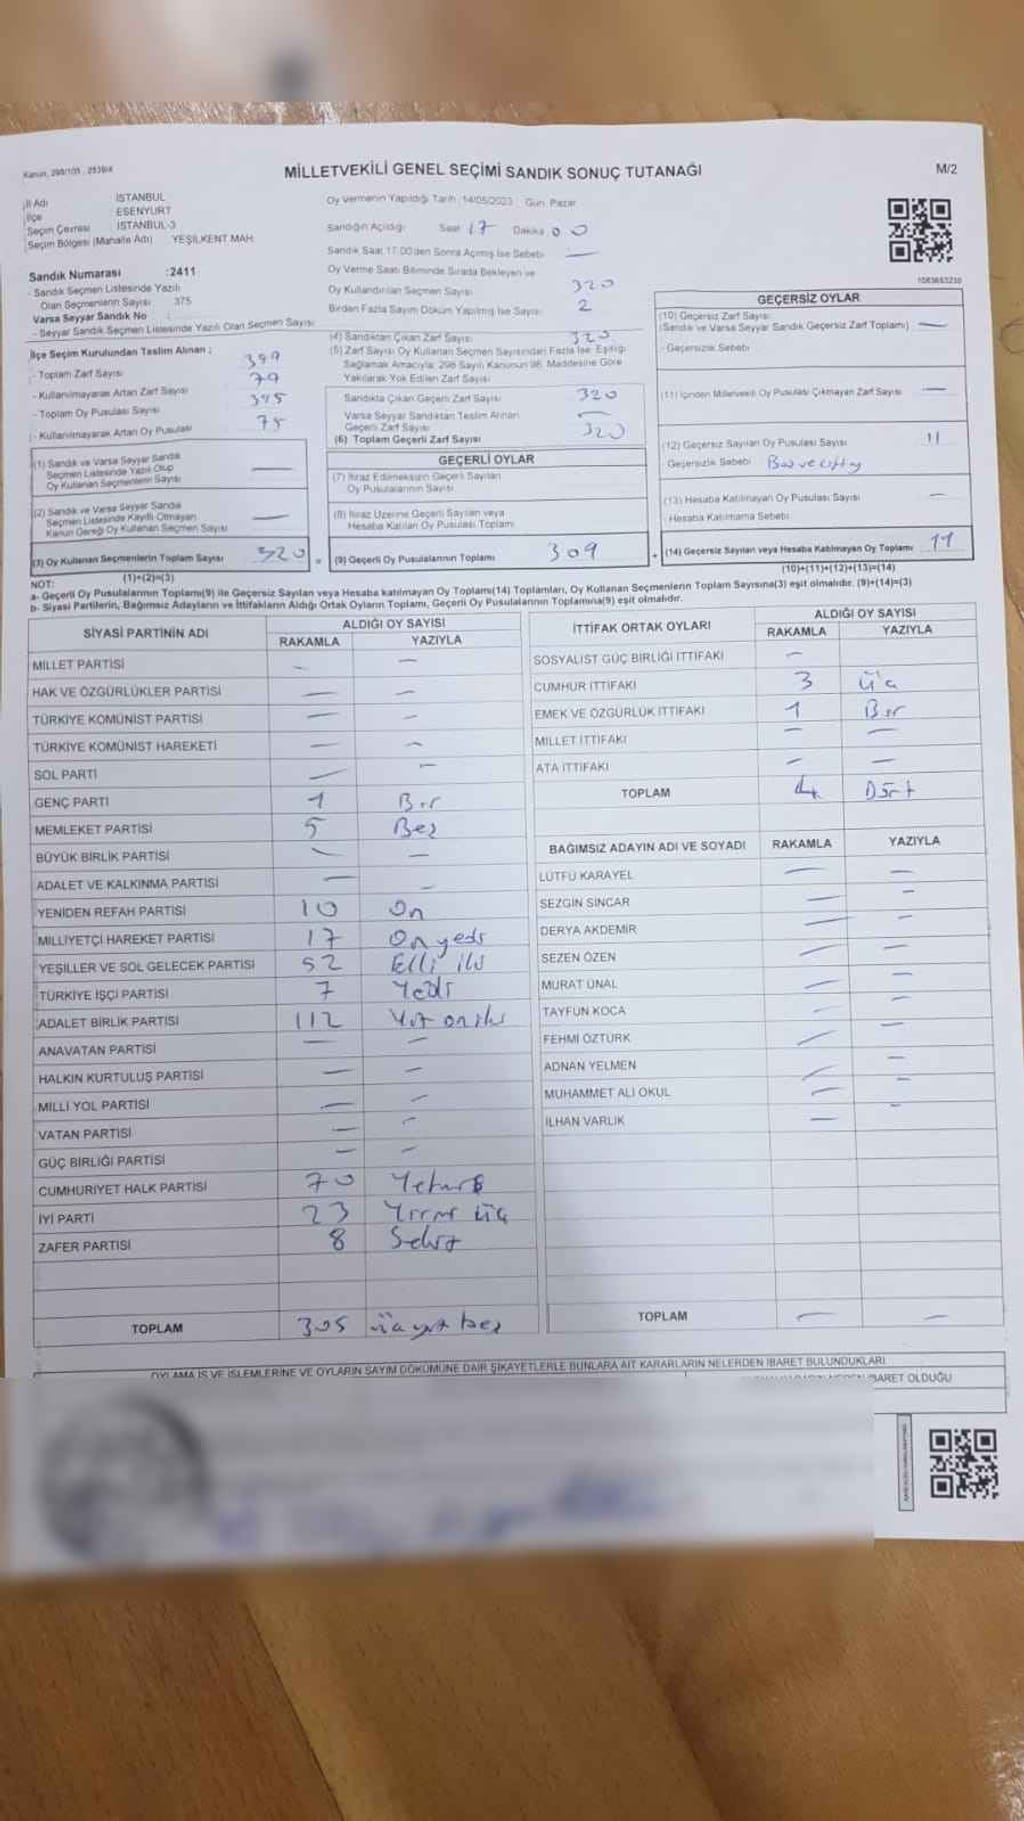 Kanun, 298/105 , 2539/4
MİLLETVEKİLİ GENEL SEÇİMİ SANDIK SONUÇ TUTANAĞI
M/2
İl Adı İSTANBUL
İlçe ESENYURT
Seçim Çevresi İSTANBUL-3
Seçim Bölgesi (Mahalle Adı) YEŞİLKENT MAH.
Sandık Numarası :2411
- Sandık Seçmen Listesinde Yazılı
Olan Seçmenlerin Sayısı 375
Varsa Seyyar Sandık No :
- Seyyar Sandık Seçmen Listesinde Yazılı Olan Seçmen Sayısı
Oy Vermenin Yapıldığı Tarih :14/05/2023 Gün: Pazar
Sandığın Açıldığı Saat 17 Dakika 00
Sandık Saat 17.00'den Sonra Açılmış İse Sebebi —
Oy Verme Saati Bitiminde Sırada Bekleyen ve
Oy Kullandırılan Seçmen Sayısı 320
Birden Fazla Sayım Döküm Yapılmış İse Sayısı 2
1083653210
İlçe Seçim Kurulundan Teslim Alınan :
- Toplam Zarf Sayısı 399
- Kullanılmayarak Artan Zarf Sayısı 79
- Toplam Oy Pusulası Sayısı 395
- Kullanılmayarak Artan Oy Pusulası 75
(4) Sandıktan Çıkan Zarf Sayısı 320
(5) Zarf Sayısı Oy Kullanan Seçmen Sayısından Fazla İse, Eşitliği
Sağlamak Amacıyla, 298 Sayılı Kanunun 98. Maddesine Göre
Yakılarak Yok Edilen Zarf Sayısı
Sandıkta Çıkan Geçerli Zarf Sayısı 320
Varsa Seyyar Sandıktan Teslim Alınan
Geçerli Zarf Sayısı —
(6) Toplam Geçerli Zarf Sayısı 320
GEÇERSİZ OYLAR
(10) Geçersiz Zarf Sayısı
(Sandık ve Varsa Seyyar Sandık Geçersiz Zarf Toplamı) —
- Geçersizlik Sebebi
(11) İçinden Milletvekili Oy Pusulası Çıkmayan Zarf Sayısı —
(12) Geçersiz Sayılan Oy Pusulası Sayısı 11
Geçersizlik Sebebi
(13) Hesaba Katılmayan Oy Pusulası Sayısı —
- Hesaba Katılmama Sebebi
(14) Geçersiz Sayılan veya Hesaba Katılmayan Oy Toplamı 11
(10)+(11)+(12)+(13)=(14)
(1) Sandık ve Varsa Seyyar Sandık
Seçmen Listesinde Yazılı Olup
Oy Kullanan Seçmenlerin Sayısı —
(2) Sandık ve Varsa Seyyar Sandık
Seçmen Listesinde Kayıtlı Olmayan
Kanun Gereği Oy Kullanan Seçmen Sayısı —
(3) Oy Kullanan Seçmenlerin Toplam Sayısı 320 =
(1)+(2)=(3)
GEÇERLİ OYLAR
(7) İtiraz Edilmeksizin Geçerli Sayılan
Oy Pusulalarının Sayısı
(8) İtiraz Üzerine Geçerli Sayılan veya
Hesaba Katılan Oy Pusulası Toplamı
(9) Geçerli Oy Pusulalarının Toplamı 309 +
NOT:
a- Geçerli Oy Pusulalarının Toplamı(9) ile Geçersiz Sayılan veya Hesaba katılmayan Oy Toplamı(14) Toplamları, Oy Kullanan Seçmenlerin Toplam Sayısına(3) eşit olmalıdır. (9)+(14)=(3)
b- Siyasi Partilerin, Bağımsız Adayların ve İttifakların Aldığı Ortak Oyların Toplamı, Geçerli Oy Pusulalarının Toplamına(9) eşit olmalıdır.
SİYASİ PARTİNİN ADI ALDIĞI OY SAYISI
RAKAMLA YAZIYLA
MİLLET PARTİSİ — —
HAK VE ÖZGÜRLÜKLER PARTİSİ — —
TÜRKİYE KOMÜNİST PARTİSİ — —
TÜRKİYE KOMÜNİST HAREKETİ — —
SOL PARTİ — —
GENÇ PARTİ 1 Bir
MEMLEKET PARTİSİ 5 Beş
BÜYÜK BİRLİK PARTİSİ — —
ADALET VE KALKINMA PARTİSİ — —
YENİDEN REFAH PARTİSİ 10 On
MİLLİYETÇİ HAREKET PARTİSİ 17 Onyedi
YEŞİLLER VE SOL GELECEK PARTİSİ 52 Elli iki
TÜRKİYE İŞÇİ PARTİSİ 7 Yedi
ADALET BİRLİK PARTİSİ 112 Yüz oniki
ANAVATAN PARTİSİ — —
HALKIN KURTULUŞ PARTİSİ — —
MİLLİ YOL PARTİSİ — —
VATAN PARTİSİ — —
GÜÇ BİRLİĞİ PARTİSİ — —
CUMHURİYET HALK PARTİSİ 70 Yetmiş
İYİ PARTİ 23 Yirmi üç
ZAFER PARTİSİ 8 Sekiz
TOPLAM 305 üçyüz beş
İTTİFAK ORTAK OYLARI ALDIĞI OY SAYISI
RAKAMLA YAZIYLA
SOSYALİST GÜÇ BİRLİĞİ İTTİFAKI —
CUMHUR İTTİFAKI 3 Üç
EMEK VE ÖZGÜRLÜK İTTİFAKI 1 Bir
MİLLET İTTİFAKI — —
ATA İTTİFAKI — —
TOPLAM 4 Dört
BAĞIMSIZ ADAYIN ADI VE SOYADI RAKAMLA YAZIYLA
LÜTFÜ KARAYEL — —
SEZGİN SİNCAR — —
DERYA AKDEMİR — —
SEZEN ÖZEN — —
MURAT ÜNAL — —
TAYFUN KOCA — —
FEHMİ ÖZTÜRK — —
ADNAN YELMEN — —
MUHAMMET ALİ OKUL — —
İLHAN VARLIK — —
TOPLAM — —
OYLAMA İŞ VE İŞLEMLERİNE VE OYLARIN SAYIM DÖKÜMÜNE DAİR ŞİKAYETLERLE BUNLARA AİT KARARLARIN NELERDEN İBARET BULUNDUKLARI
İBARET OLDUĞU